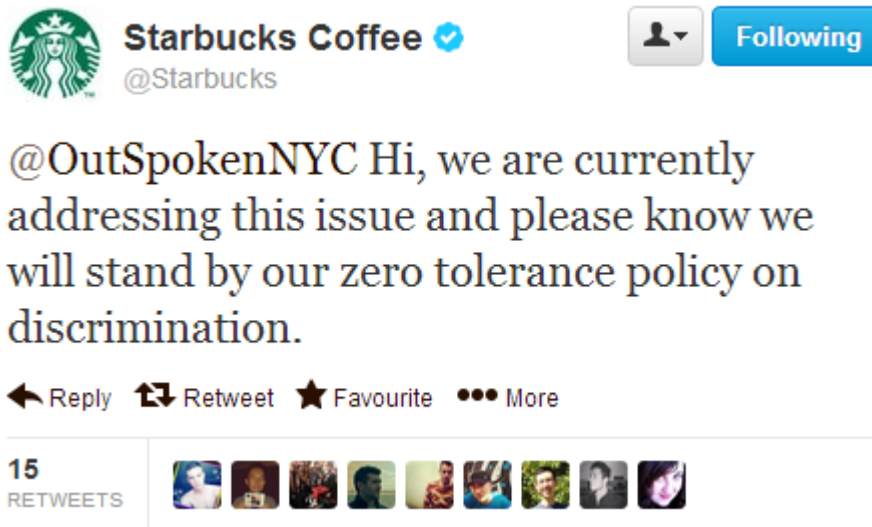 Starbucks Coffee
Following
@Starbucks
@OutSpokenNYC Hi, we are currently
addressing this issue and please know we
will stand by our zero tolerance policy on
discrimination.
Reply Retweet Favourite More
15
RETWEETS